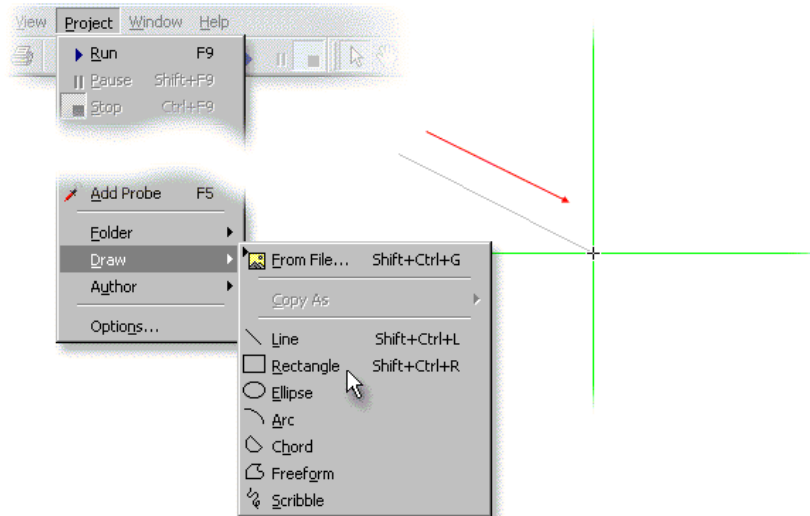 View Project Window Help
Run F9
Pause Shift+F9
Stop Ctrl+F9
Add Probe F5
Folder
Draw
Author
Options...
From File... Shift+Ctrl+G
Copy As
Line Shift+Ctrl+L
Rectangle Shift+Ctrl+R
Ellipse
Arc
Chord
Freeform
Scribble